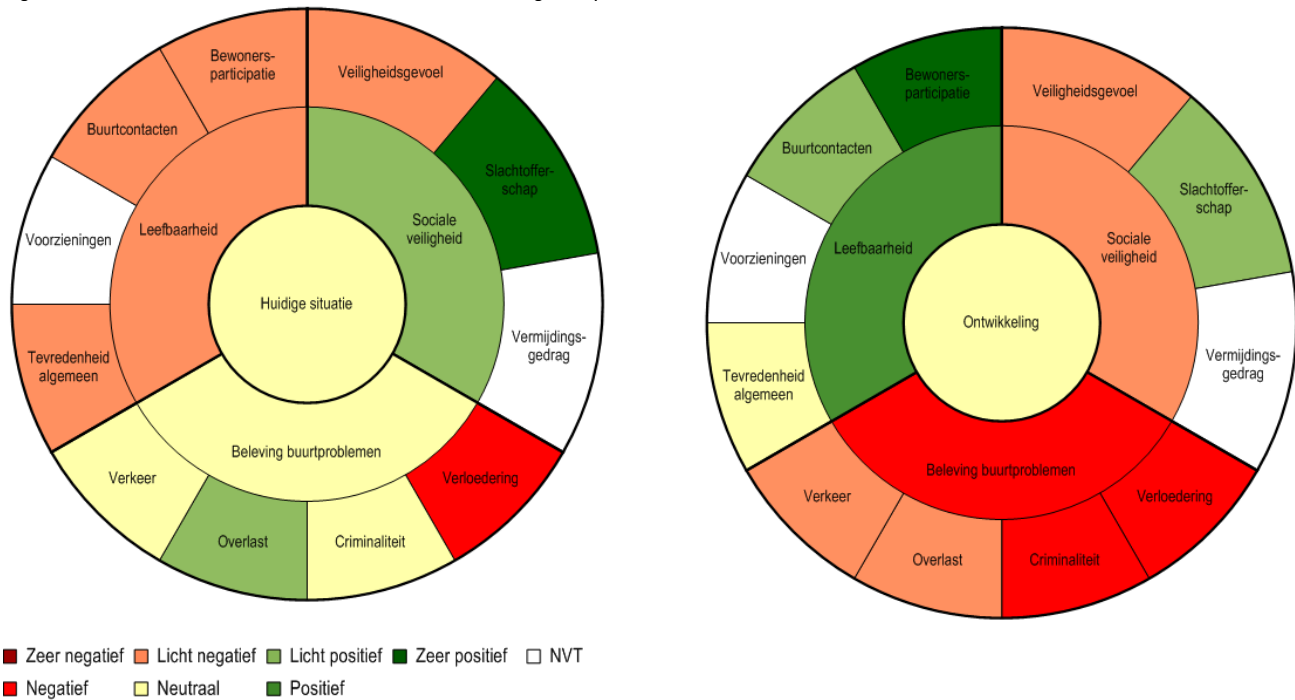 Bewoners-
participatie
Veiligheidsgevoel
Buurtcontacten
Slachtoffer-
schap
Voorzieningen
Leefbaarheid
Sociale
veiligheid
Huidige situatie
Vermijdings-
gedrag
Tevredenheid
algemeen
Beleving buurtproblemen
Verkeer
Verloedering
Overlast
Criminaliteit
Bewoners-
participatie
Veiligheidsgevoel
Buurtcontacten
Slachtoffer-
schap
Voorzieningen
Leefbaarheid
Sociale
veiligheid
Ontwikkeling
Vermijdings-
gedrag
Tevredenheid
algemeen
Beleving buurtproblemen
Verkeer
Verloedering
Overlast
Criminaliteit
Zeer negatief Licht negatief Licht positief Zeer positief NVT
Negatief Neutraal Positief